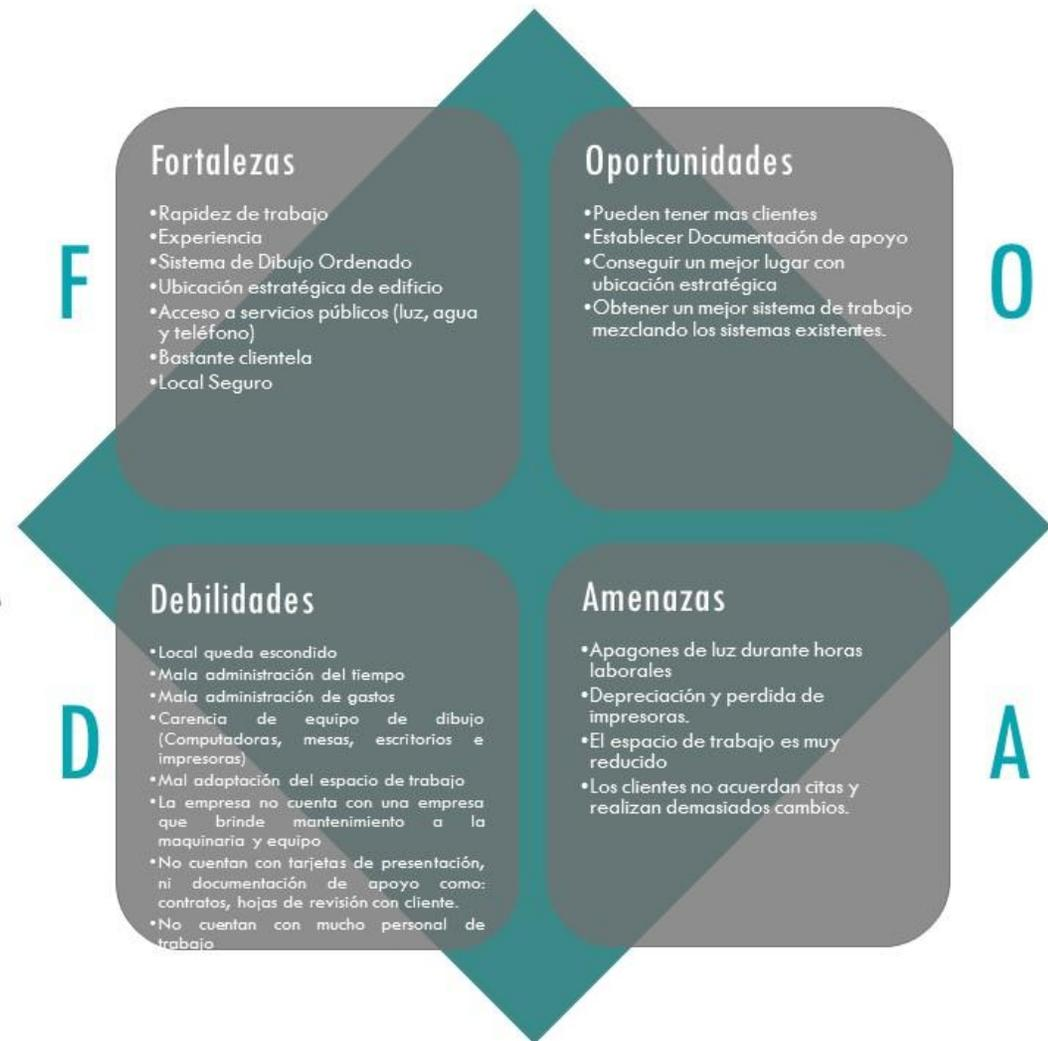 F
Fortalezas
•Rapidez de trabajo
•Experiencia
•Sistema de Dibujo Ordenado
•Ubicación estratégica de edificio
•Acceso a servicios públicos (luz, agua
y teléfono)
•Bastante clientela
•Local Seguro
Oportunidades
•Pueden tener mas clientes
•Establecer Documentación de apoyo
•Conseguir un mejor lugar con
ubicación estratégica
•Obtener un mejor sistema de trabajo
mezclando los sistemas existentes.
O
D
Debilidades
•Local queda escondido
•Mala administración del tiempo
•Mala administración de gastos
•Carencia de equipo de dibujo
(Computadoras, mesas, escritorios e
impresoras)
•Mal adaptación del espacio de trabajo
•La empresa no cuenta con una empresa
que brinde mantenimiento a la
maquinaria y equipo
•No cuentan con tarjetas de presentación,
ni documentación de apoyo como:
contratos, hojas de revisión con cliente.
•No cuentan con mucho personal de
trabajo
Amenazas
•Apagones de luz durante horas
laborales
•Depreciación y perdida de
impresoras.
•El espacio de trabajo es muy
reducido
•Los clientes no acuerdan citas y
realizan demasiados cambios.
A